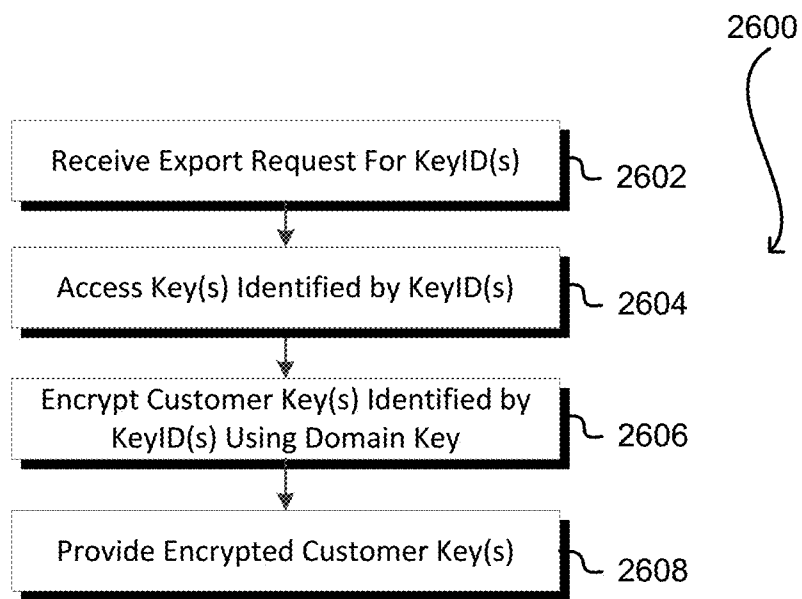 2600
Receive Export Request For KeyID(s)
2602
Access Key(s) Identified by KeyID(s)
2604
Encrypt Customer Key(s) Identified by
KeyID(s) Using Domain Key
2606
Provide Encrypted Customer Key(s)
2608